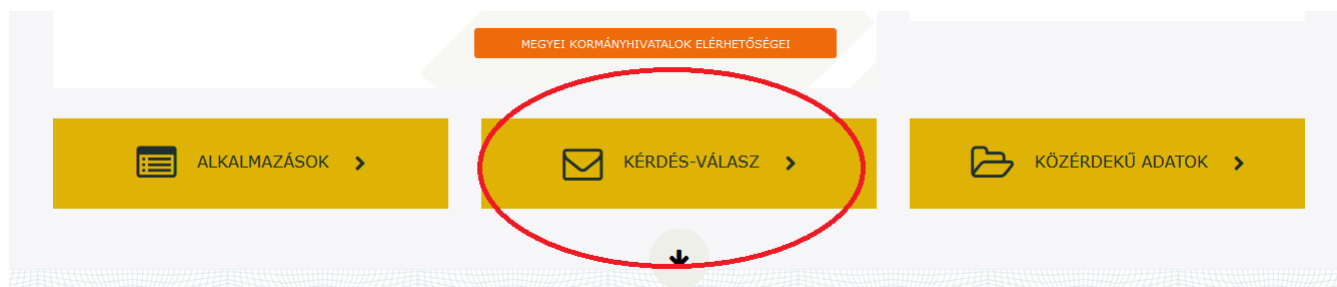 MEGYEI KORMÁNYHIVATALOK ELÉRHETŐSÉGEI
ALKALMAZÁSOK
KÉRDÉS-VÁLASZ
KÖZÉRDEKŰ ADATOK